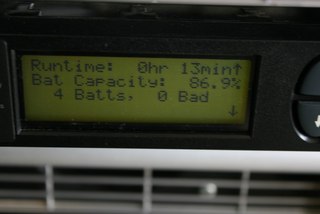 Runtime: 0hr 13min↑
Bat Capacity: 86.9%
4 Batts, 0 Bad
↓